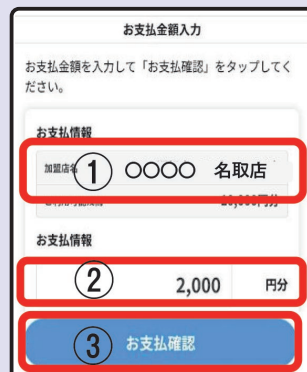 お支払金額入力
お支払金額を入力して「お支払確認」をタップしてく
ださい。
お支払情報
加盟店名 ① ○○○○ 名取店
お支払情報
② 2,000 円分
③ お支払確認